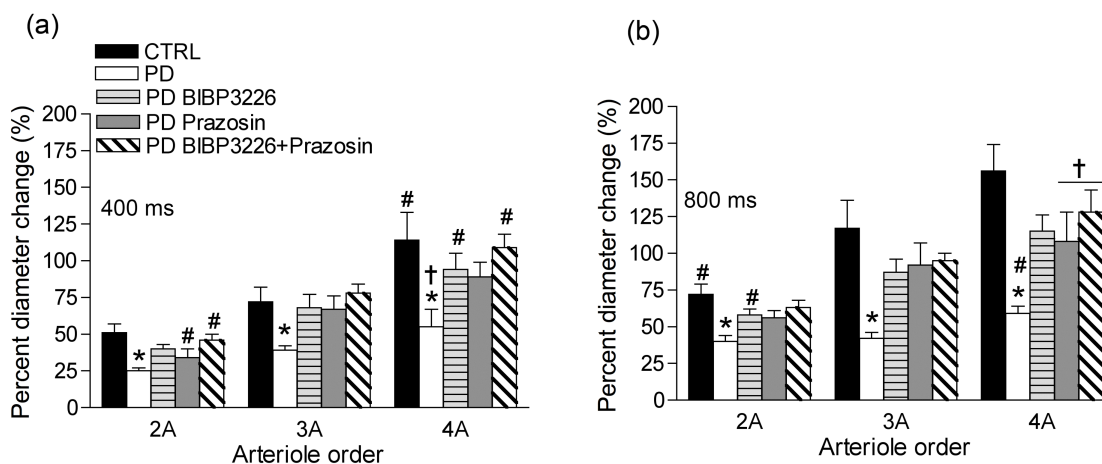 (a)
CTRL
PD
PD BIBP3226
PD Prazosin
PD BIBP3226+Prazosin
Percent diameter change (%)
200
175
150
125
100
75
50
25
0
400 ms
*
# #
*
#
† *
#
#
2A 3A 4A
Arteriole order
(b)
Percent diameter change (%)
200
175
150
125
100
75
50
25
0
800 ms
#
*
#
*
# *
†
2A 3A 4A
Arteriole order